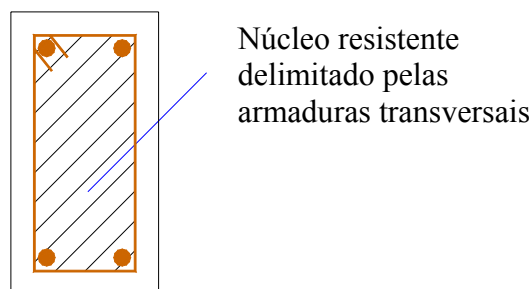 Núcleo resistente
delimitado pelas
armaduras transversais